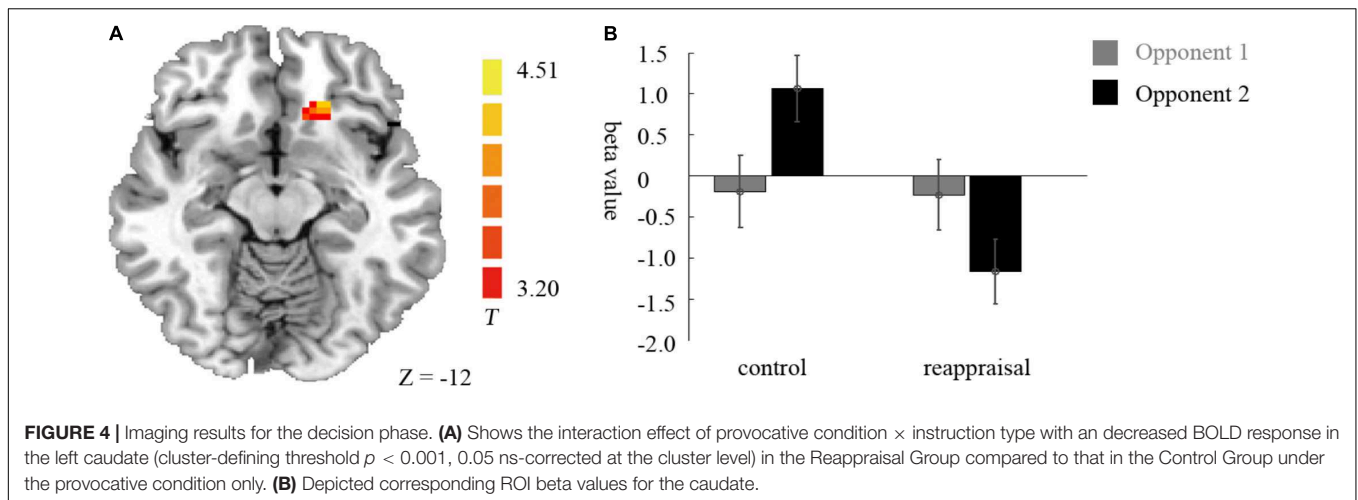 A
4.51
3.20
T
Z = -12
B
1.5
1.0
0.5
0
-0.5
-1.0
-1.5
-2.0
beta value
control
reappraisal
Opponent 1
Opponent 2
FIGURE 4 | Imaging results for the decision phase. (A) Shows the interaction effect of provocative condition × instruction type with an decreased BOLD response in
the left caudate (cluster-defining threshold p < 0.001, 0.05 ns-corrected at the cluster level) in the Reappraisal Group compared to that in the Control Group under
the provocative condition only. (B) Depicted corresponding ROI beta values for the caudate.